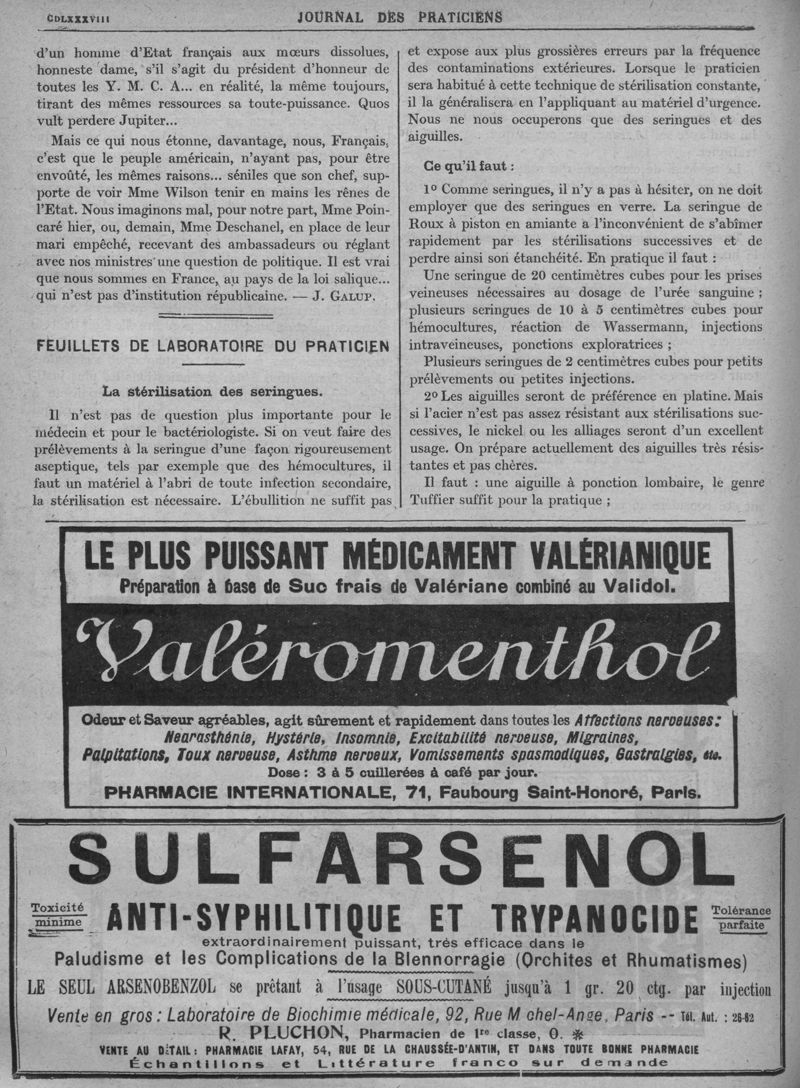 CDLXXXVIII
JOURNAL DES PRATICIENS
d'un homme d'Etat français aux mœurs dissolues,
honneste dame, s'il s'agit du président d'honneur de
toutes les Y. M. C. A... en réalité, la même toujours,
tirant des mêmes ressources sa toute-puissance. Quos
vult perdere Jupiter...
Mais ce qui nous étonne, davantage, nous, Français,
c'est que le peuple américain, n'ayant pas, pour être
envoûté, les mêmes raisons... séniles que son chef, sup-
porte de voir Mme Wilson tenir en mains les rênes de
l'Etat. Nous imaginons mal, pour notre part, Mme Poin-
caré hier, ou, demain, Mme Deschanel, en place de leur
mari empêché, recevant des ambassadeurs ou réglant
avec nos ministres une question de politique. Il est vrai
que nous sommes en France, au pays de la loi salique...
qui n'est pas d'institution républicaine. — J. GALUP.
FEUILLETS DE LABORATOIRE DU PRATICIEN
La stérilisation des seringues.
Il n'est pas de question plus importante pour le
médecin et pour le bactériologiste. Si on veut faire des
prélèvements à la seringue d'une façon rigoureusement
aseptique, tels par exemple que des hémocultures, il
faut un matériel à l'abri de toute infection secondaire,
la stérilisation est nécessaire. L'ébullition ne suffit pas
et expose aux plus grossières erreurs par la fréquence
des contaminations extérieures. Lorsque le praticien
sera habitué à cette technique de stérilisation constante,
il la généralisera en l'appliquant au matériel d'urgence.
Nous ne nous occuperons que des seringues et des
aiguilles.
Ce qu'il faut :
1º Comme seringues, il n'y a pas à hésiter, on ne doit
employer que des seringues en verre. La seringue de
Roux à piston en amiante a l'inconvénient de s'abîmer
rapidement par les stérilisations successives et de
perdre ainsi son étanchéité. En pratique il faut :
Une seringue de 20 centimètres cubes pour les prises
veineuses nécessaires au dosage de l'urée sanguine ;
plusieurs seringues de 10 à 5 centimètres cubes pour
hémocultures, réaction de Wassermann, injections
intraveineuses, ponctions exploratrices ;
Plusieurs seringues de 2 centimètres cubes pour petits
prélèvements ou petites injections.
2º Les aiguilles seront de préférence en platine. Mais
si l'acier n'est pas assez résistant aux stérilisations suc-
cessives, le nickel ou les alliages seront d'un excellent
usage. On prépare actuellement des aiguilles très résis-
tantes et pas chères.
Il faut : une aiguille à ponction lombaire, le genre
Tuffier suffit pour la pratique ;
LE PLUS PUISSANT MÉDICAMENT VALÉRIANIQUE
Préparation à base de Suc frais de Valériane combiné au Validol.
Valéromenthol
Odeur et Saveur agréables, agit sûrement et rapidement dans toutes les Affections nerveuses:
Nearasthénie, Hystérie, Insomnie, Excitabilité nerveuse, Migraines,
Palpitations, Toux nerveuse, Asthme nerveux, Vomissements spasmodiques, Gastralgies, etc.
Dose : 3 à 5 cuillerées à café par jour.
PHARMACIE INTERNATIONALE, 71, Faubourg Saint-Honoré, Paris.
SULFARSENOL
Toxicité
minime
ANTI-SYPHILITIQUE ET TRYPANOCIDE
Tolérance
parfaite
extraordinairement puissant, très efficace dans le
Paludisme et les Complications de la Blennorragie (Orchites et Rhumatismes)
LE SEUL ARSENOBENZOL se prêtant à l'usage SOUS-CUTANÉ jusqu'à 1 gr. 20 ctg. par injection
Vente en gros : Laboratoire de Biochimie médicale, 92, Rue M chel-Ange, Paris -- Tél. Aut. : 26-62
R. PLUCHON, Pharmacien de 1re classe, O. ✻
VENTE AU DÉTAIL : PHARMACIE LAFAY, 54, RUE DE LA CHAUSSÉE-D'ANTIN, ET DANS TOUTE BONNE PHARMACIE
Échantillons et Littérature franco sur demande